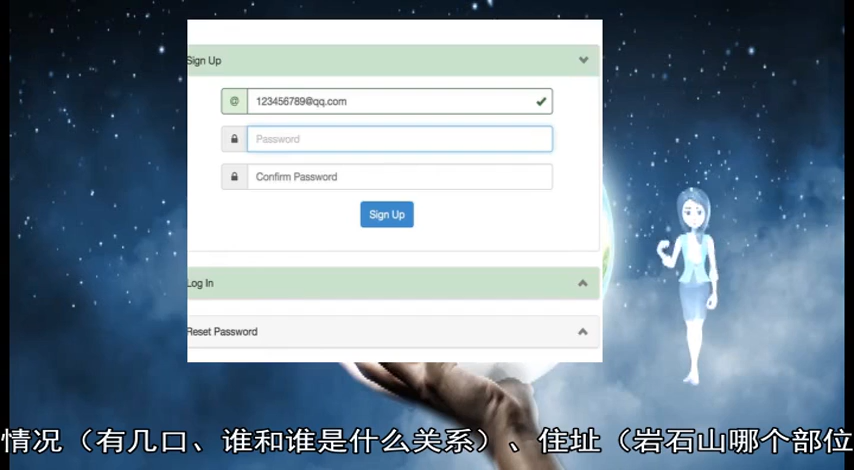 Sign Up
@ 123456789@qq.com
Password
Confirm Password
Sign Up
Log In
Reset Password
情况（有几口、谁和谁是什么关系）、住址（岩石山哪个部位